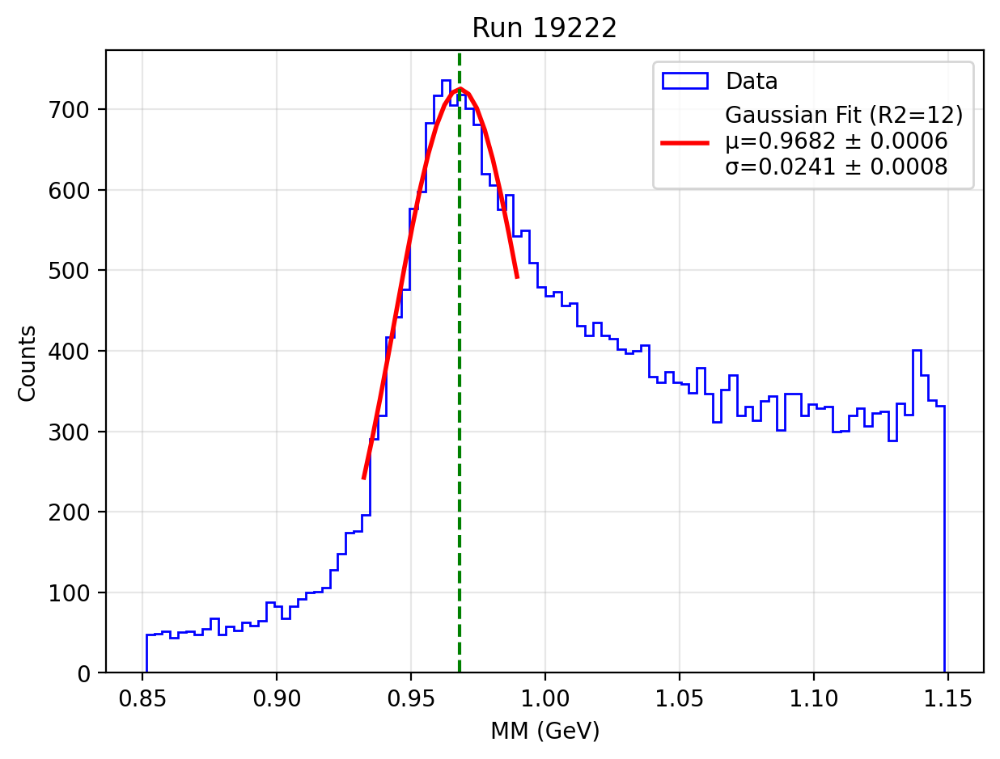 Run 19222
Data
Gaussian Fit (R2=12)
μ=0.9682 ± 0.0006
σ=0.0241 ± 0.0008
Counts
700
600
500
400
300
200
100
0
0.85 0.90 0.95 1.00 1.05 1.10 1.15
MM (GeV)